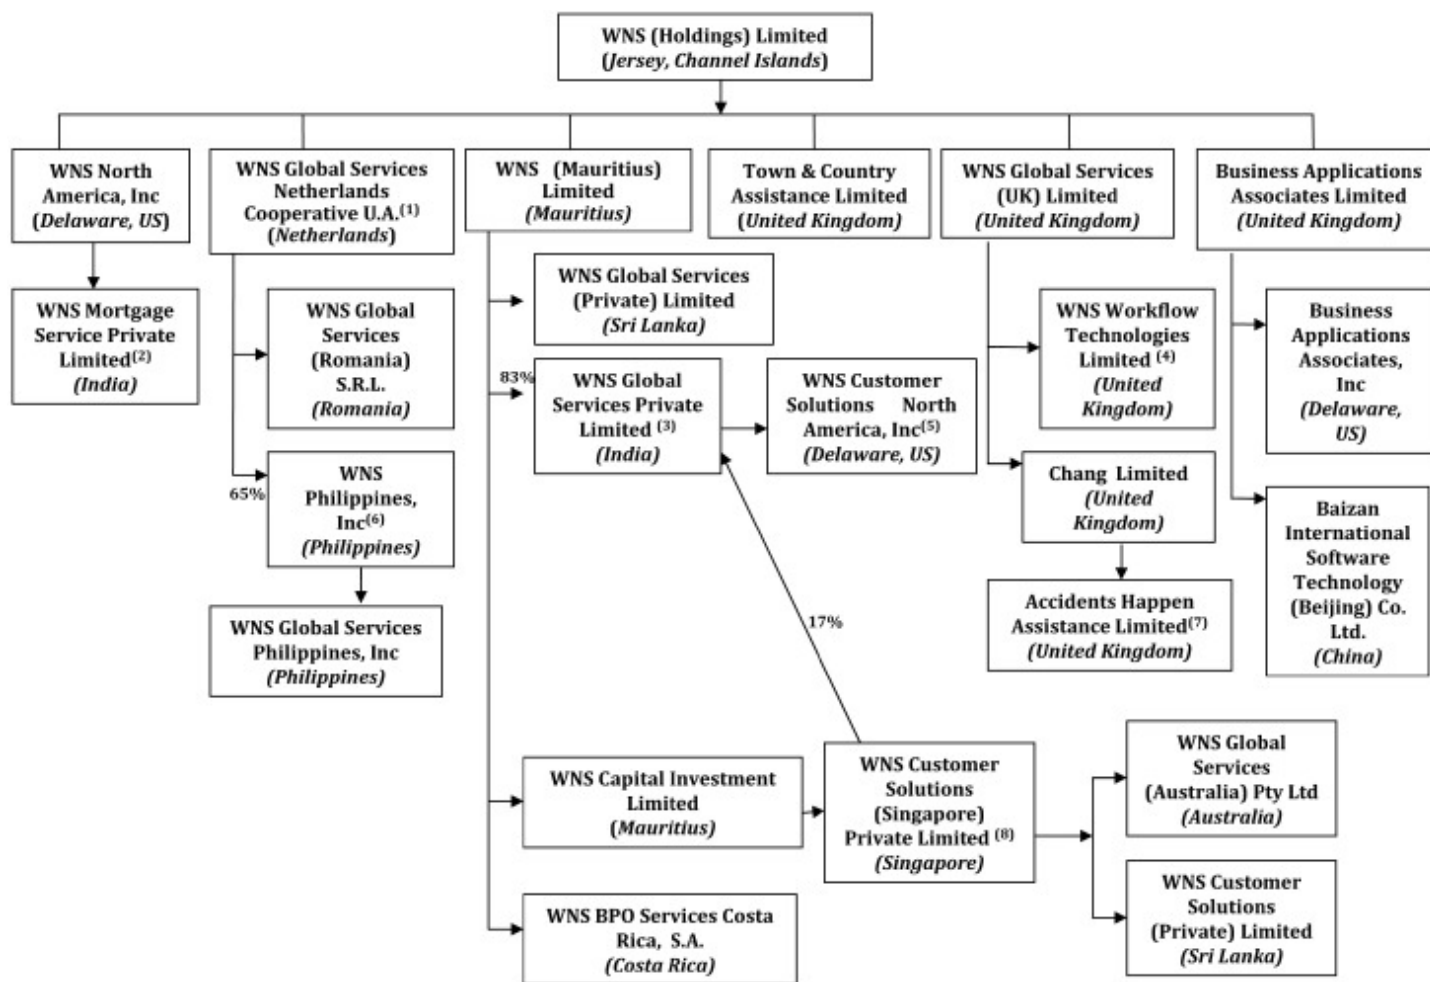 WNS (Holdings) Limited
(Jersey, Channel Islands)
WNS North
America, Inc
(Delaware, US)
WNS Global Services
Netherlands
Cooperative U.A.(1)
(Netherlands)
WNS (Mauritius)
Limited
(Mauritius)
Town & Country
Assistance Limited
(United Kingdom)
WNS Global Services
(UK) Limited
(United Kingdom)
Business Applications
Associates Limited
(United Kingdom)
WNS Mortgage
Service Private
Limited(2)
(India)
WNS Global
Services
(Romania)
S.R.L.
(Romania)
WNS Global Services
(Private) Limited
(Sri Lanka)
WNS Workflow
Technologies
Limited (4)
(United
Kingdom)
Business
Applications
Associates,
Inc
(Delaware,
US)
83%
WNS Global
Services Private
Limited (3)
(India)
WNS Customer
Solutions North
America, Inc(5)
(Delaware, US)
65%
WNS
Philippines,
Inc(6)
(Philippines)
Chang Limited
(United
Kingdom)
Baizan
International
Software
Technology
(Beijing) Co.
Ltd.
(China)
WNS Global Services
Philippines, Inc
(Philippines)
17%
Accidents Happen
Assistance Limited(7)
(United Kingdom)
WNS Capital Investment
Limited
(Mauritius)
WNS Customer
Solutions
(Singapore)
Private Limited (8)
(Singapore)
WNS Global
Services
(Australia) Pty Ltd
(Australia)
WNS BPO Services Costa
Rica, S.A.
(Costa Rica)
WNS Customer
Solutions
(Private) Limited
(Sri Lanka)